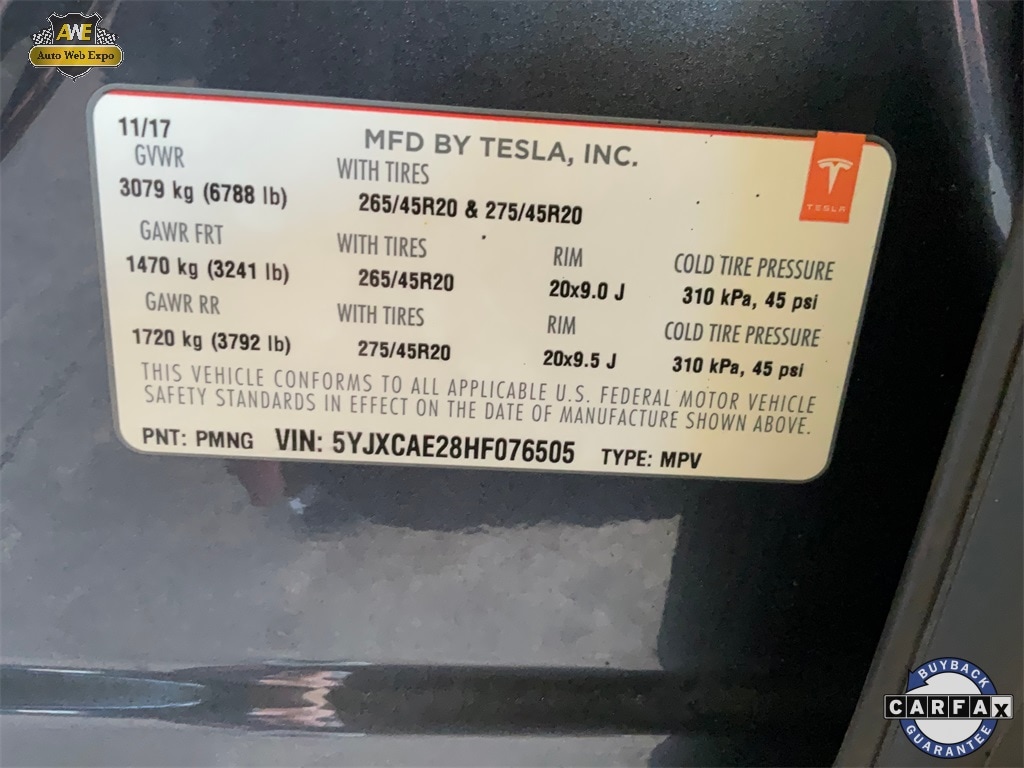 AWE
Auto Web Expo
11/17
MFD BY TESLA, INC.
GVWR
WITH TIRES
3079 kg (6788 lb)
265/45R20 & 275/45R20
TESLA
GAWR FRT
WITH TIRES
RIM
COLD TIRE PRESSURE
1470 kg (3241 lb)
265/45R20
20x9.0 J
310 kPa, 45 psi
GAWR RR
WITH TIRES
RIM
COLD TIRE PRESSURE
1720 kg (3792 lb)
275/45R20
20x9.5 J
310 kPa, 45 psi
THIS VEHICLE CONFORMS TO ALL APPLICABLE U.S. FEDERAL MOTOR VEHICLE
SAFETY STANDARDS IN EFFECT ON THE DATE OF MANUFACTURE SHOWN ABOVE.
PNT: PMNG VIN: 5YJXCAE28HF076505 TYPE: MPV
BUYBACK
CARFAX
GUARANTEE